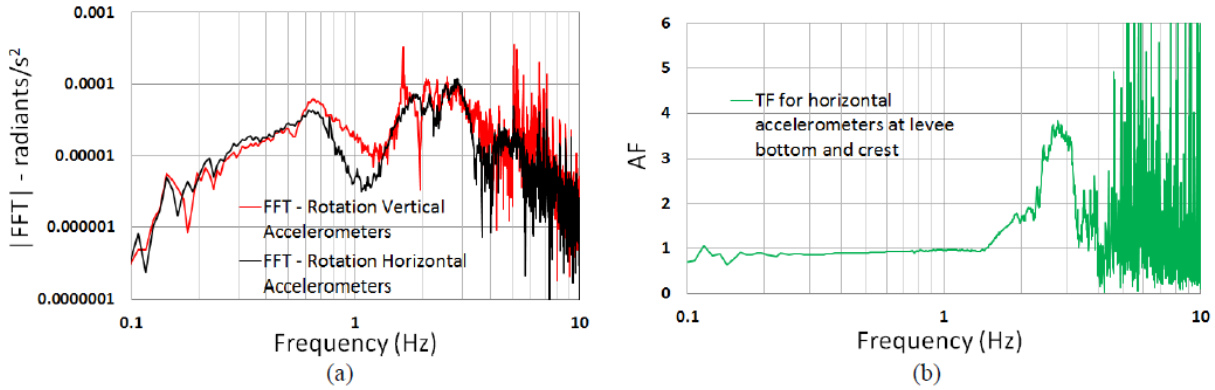 0.001
0.0001
0.00001
0.000001
0.0000001
|FFT| - radiants/s²
FFT - Rotation Vertical
Accelerometers
FFT - Rotation Horizontal
Accelerometers
0.1
1
10
Frequency (Hz)
(a)
6
5
4
3
2
1
0
AF
TF for horizontal
accelerometers at levee
bottom and crest
0.1
1
10
Frequency (Hz)
(b)